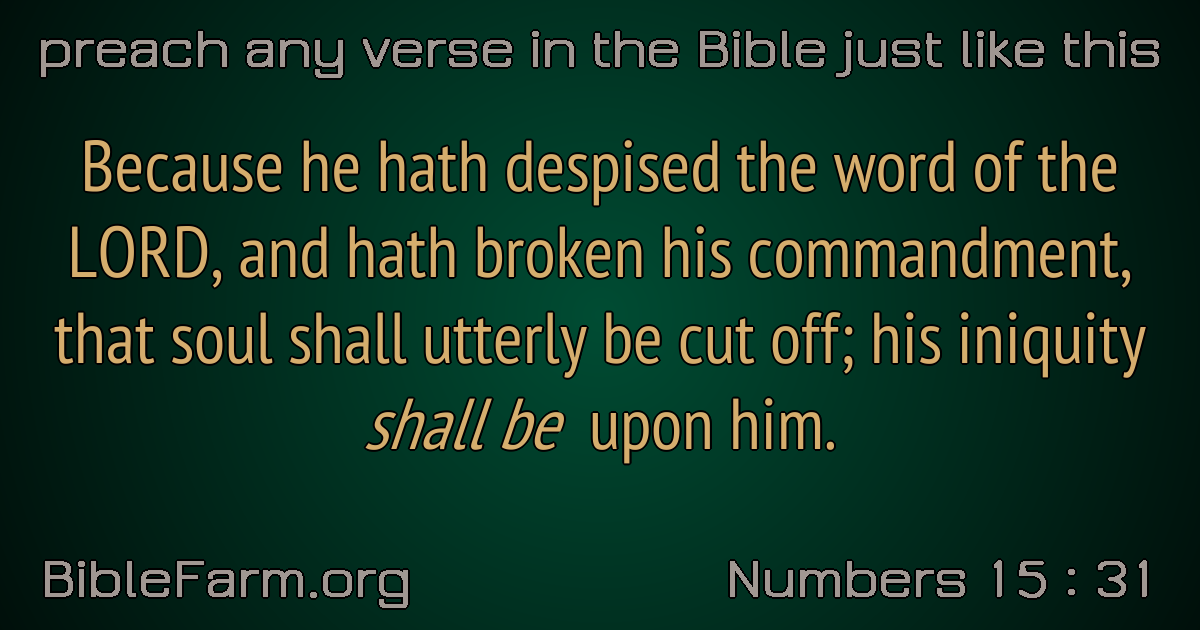 preach any verse in the Bible just like this
Because he hath despised the word of the
LORD, and hath broken his commandment,
that soul shall utterly be cut off; his iniquity
shall be upon him.
BibleFarm.org
Numbers 15 : 31